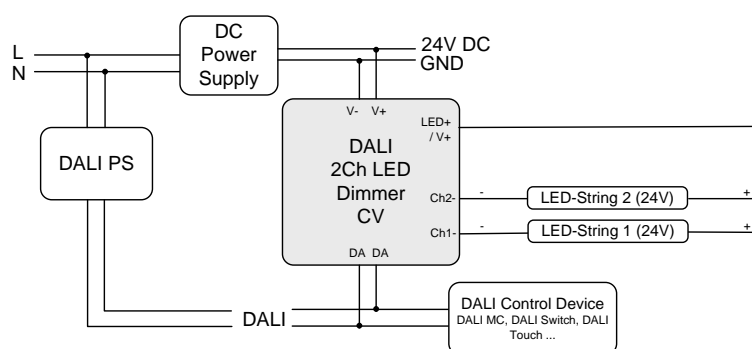 DC
Power
Supply
24V DC
GND
L
N
V- V+
LED+
/ V+
DALI
2Ch LED
Dimmer
CV
DALI PS
Ch2-
-
LED-String 2 (24V)
+
Ch1-
-
LED-String 1 (24V)
+
DA DA
DALI
DALI Control Device
DALI MC, DALI Switch, DALI
Touch ...